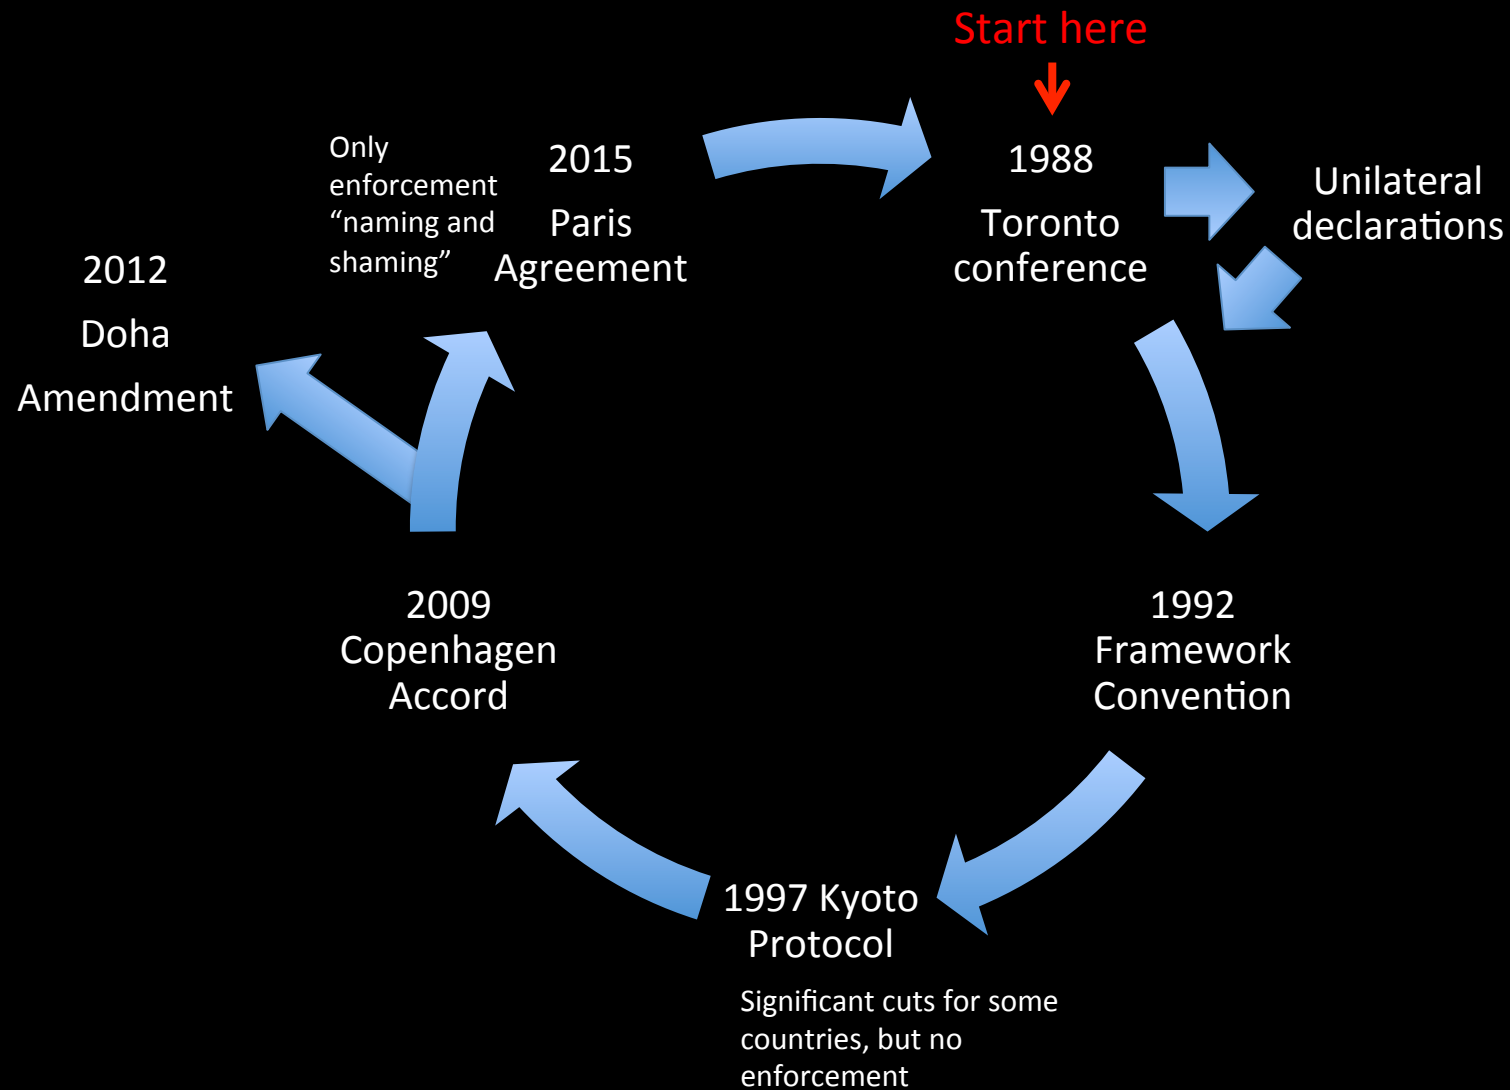 Start here
1988
Toronto
conference
Unilateral
declarations
1992
Framework
Convention
1997 Kyoto
Protocol
Significant cuts for some
countries, but no
enforcement
2009
Copenhagen
Accord
2012
Doha
Amendment
2015
Paris
Agreement
Only
enforcement
“naming and
shaming”